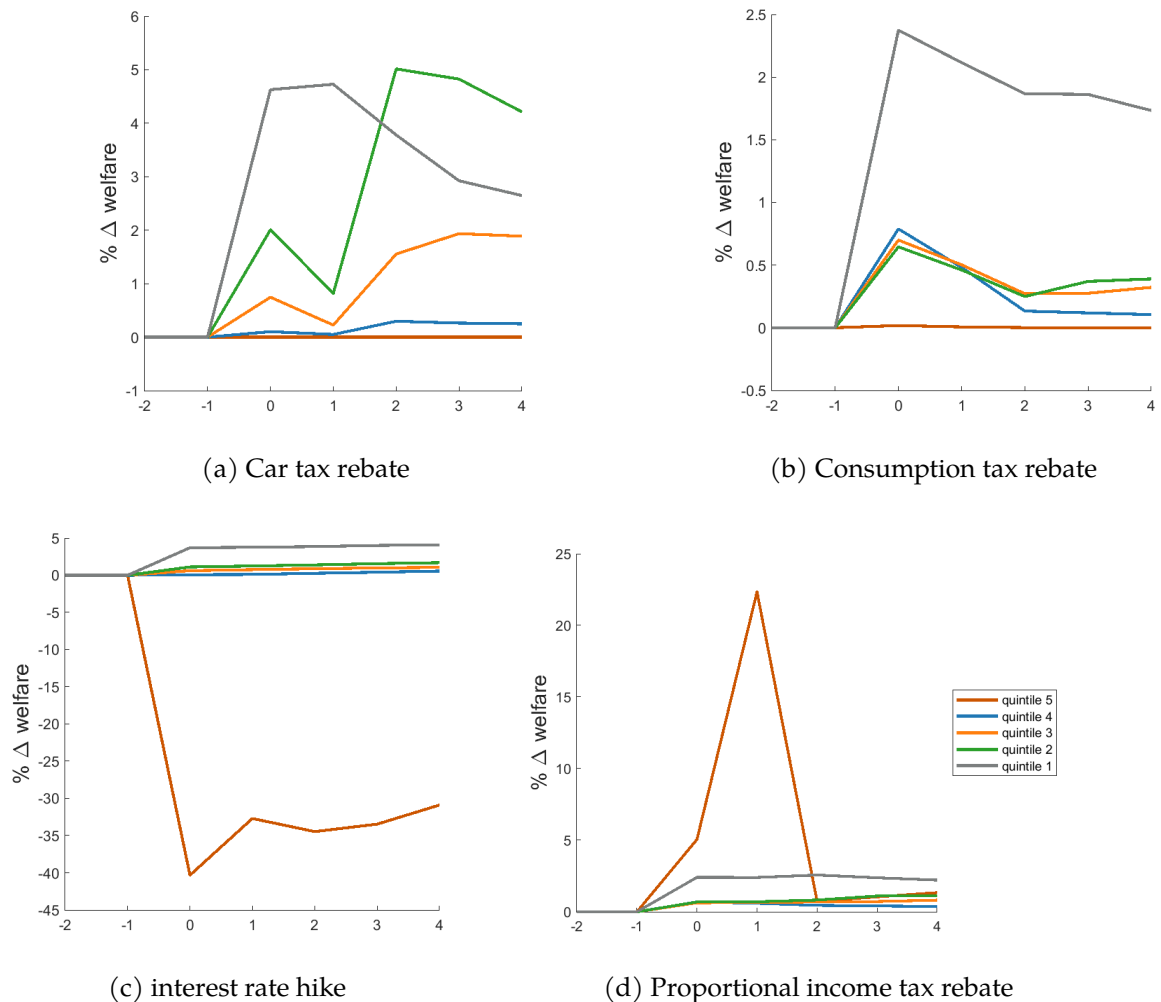 6
5
4
3
2
1
0
-1
% Δ welfare
-2 -1 0 1 2 3 4
(a) Car tax rebate
2.5
2
1.5
1
0.5
0
-0.5
% Δ welfare
-2 -1 0 1 2 3 4
(b) Consumption tax rebate
5
0
-5
-10
-15
-20
-25
-30
-35
-40
-45
% Δ welfare
-2 -1 0 1 2 3 4
(c) interest rate hike
25
20
15
10
5
0
% Δ welfare
-2 -1 0 1 2 3 4
quintile 5
quintile 4
quintile 3
quintile 2
quintile 1
(d) Proportional income tax rebate